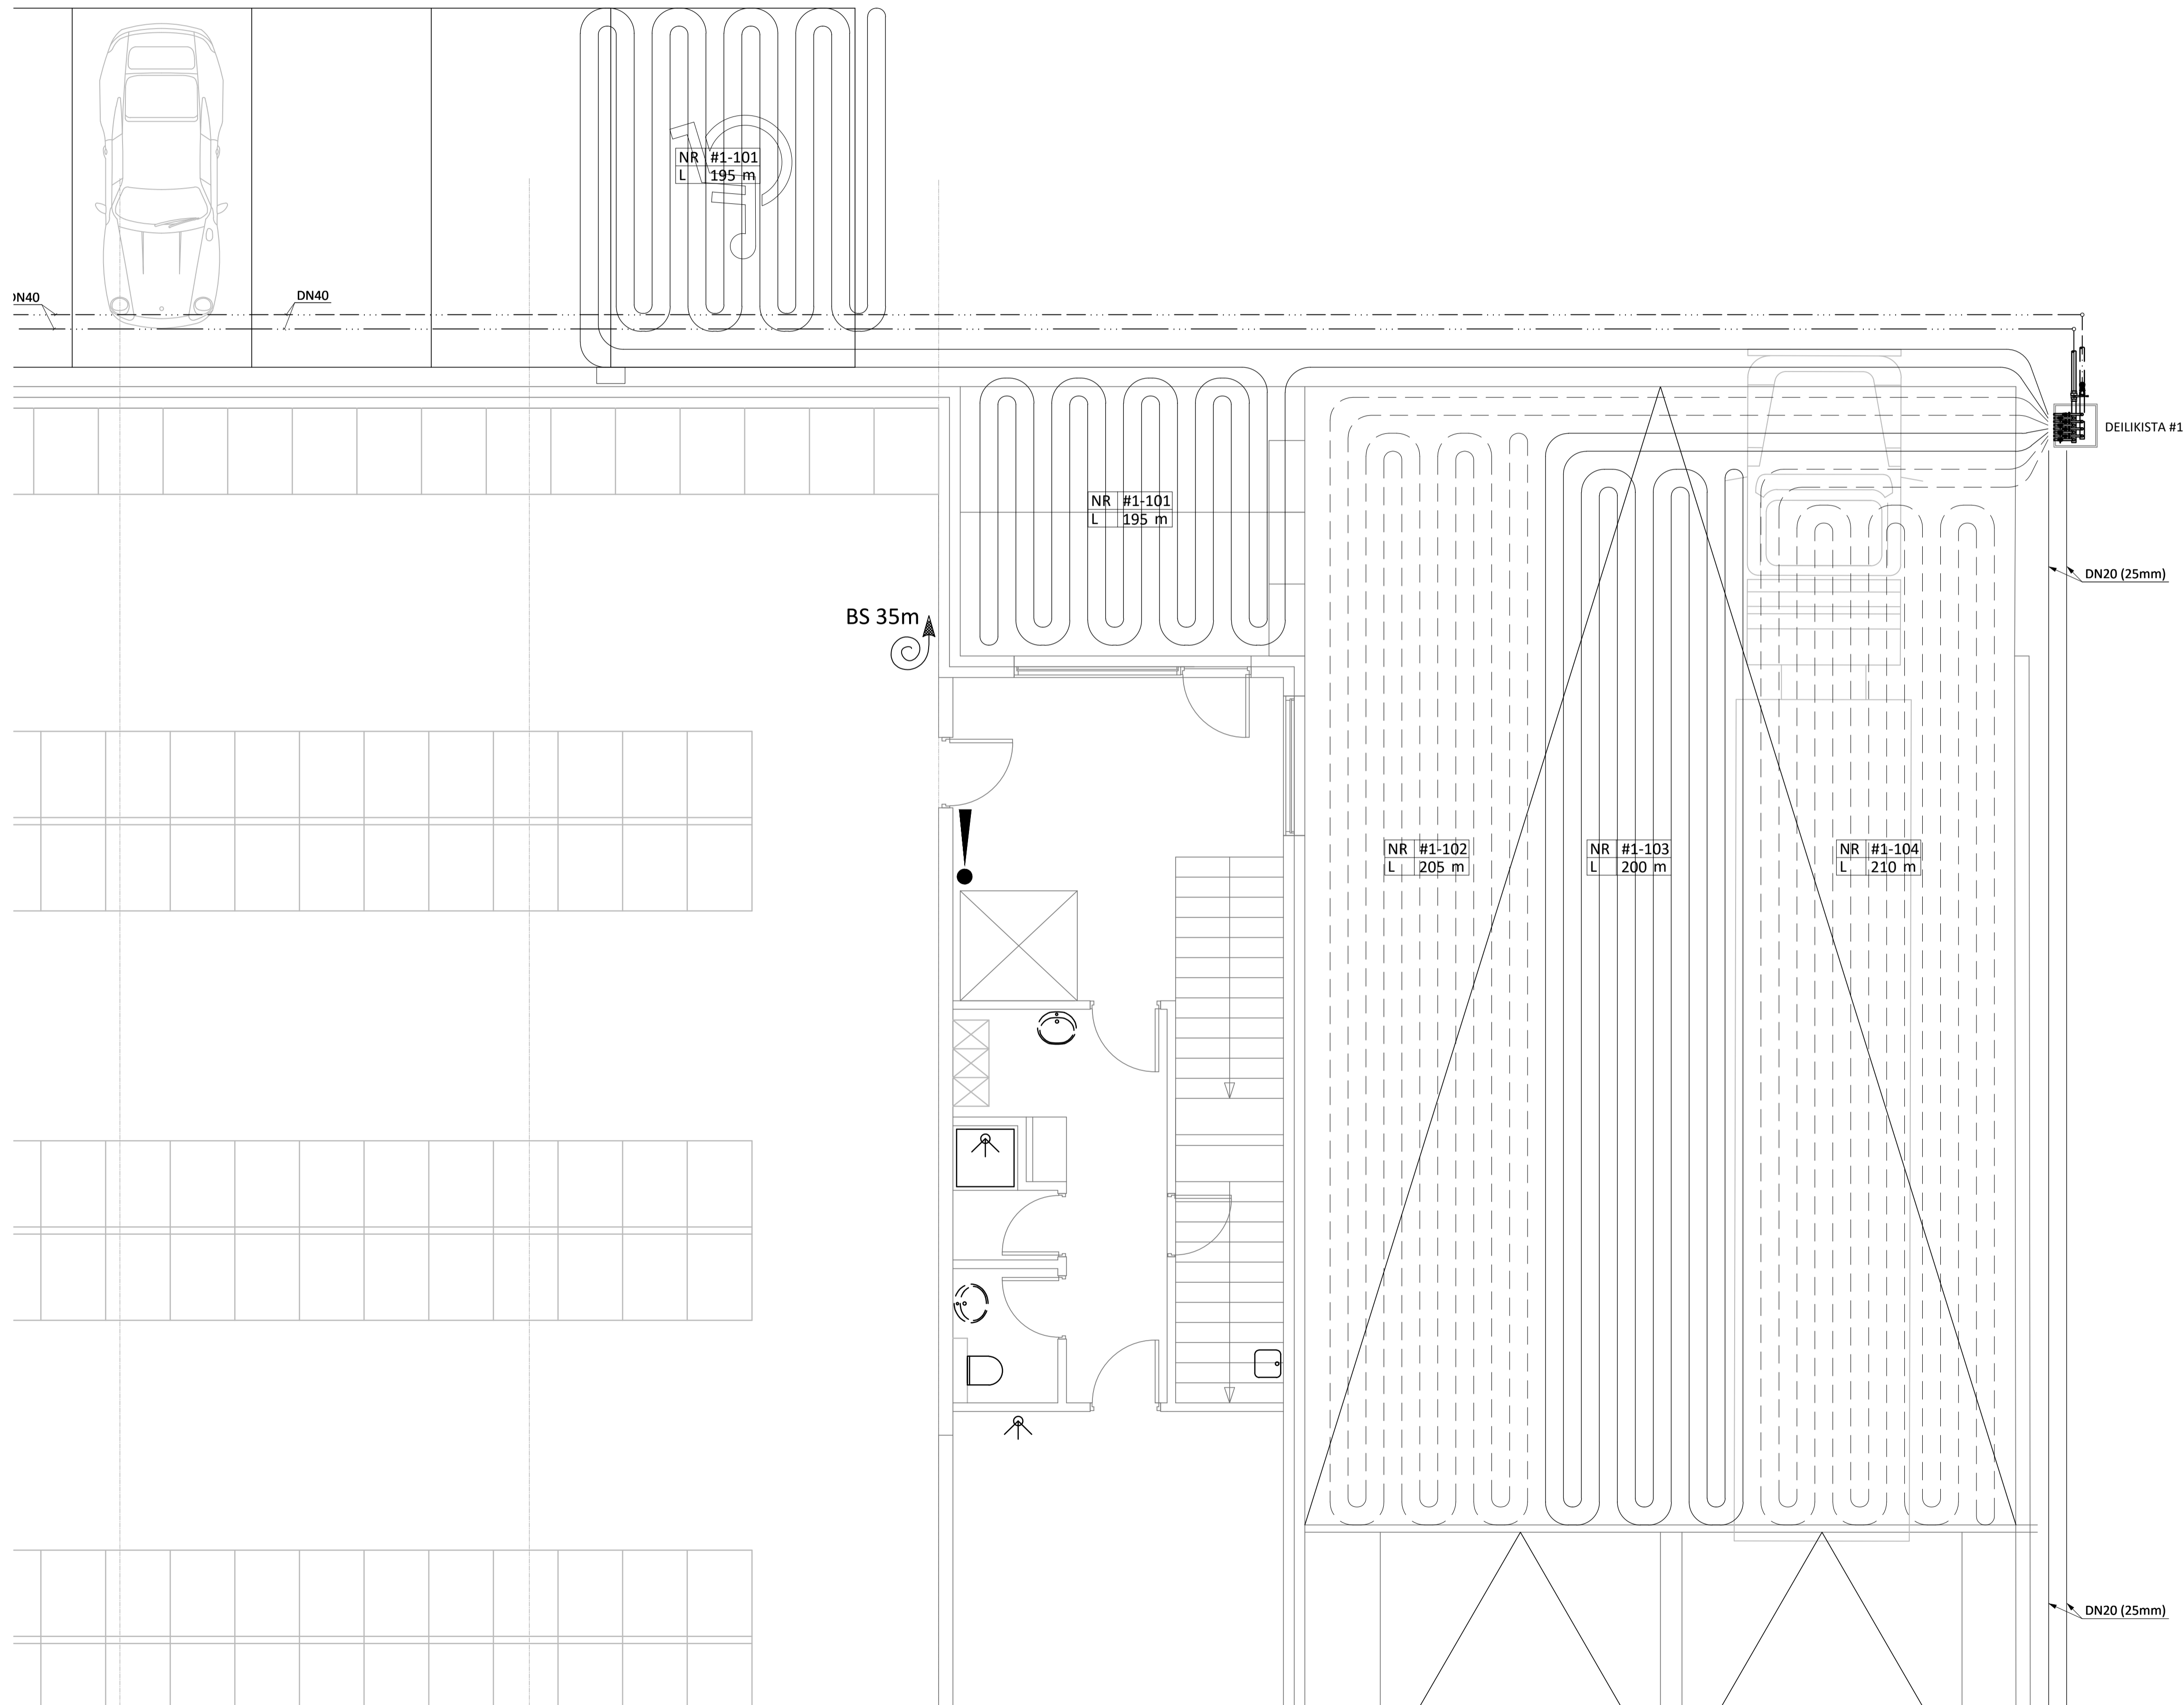 NR #1-101
L 195 m
DN40
DN40
DEILIKISTA #1
NR #1-101
L 195 m
DN20 (25mm)
BS 35m
NR #1-102
L 205 m
NR #1-103
L 200 m
NR #1-104
L 210 m
DN20 (25mm)